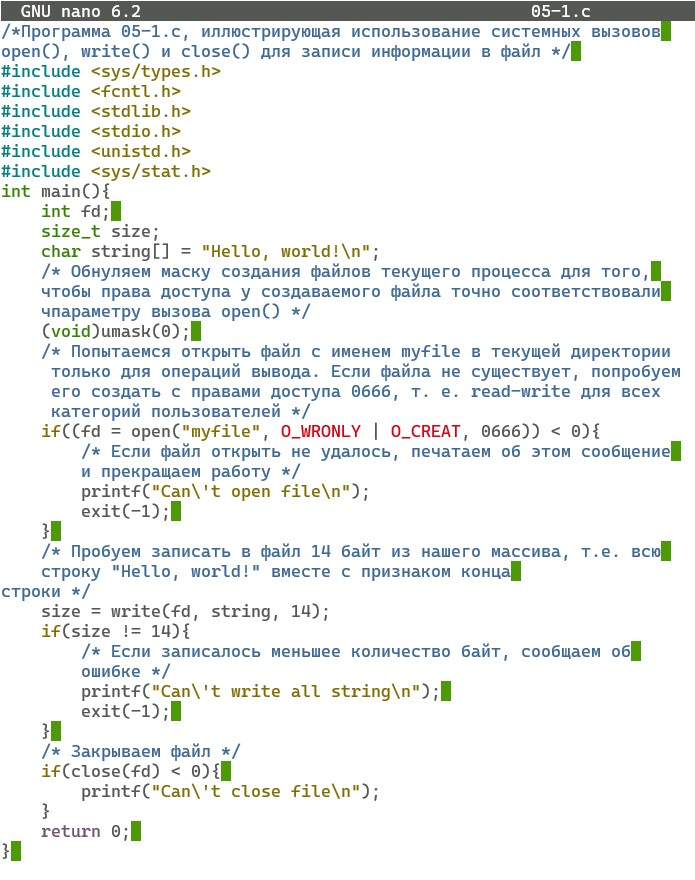 GNU nano 6.2 05-1.c
/*Программа 05-1.c, иллюстрирующая использование системных вызовов
open(), write() и close() для записи информации в файл */
#include <sys/types.h>
#include <fcntl.h>
#include <stdlib.h>
#include <stdio.h>
#include <unistd.h>
#include <sys/stat.h>
int main(){
    int fd;
    size_t size;
    char string[] = "Hello, world!\n";
    /* Обнуляем маску создания файлов текущего процесса для того,
    чтобы права доступа у создаваемого файла точно соответствовали
    чпараметру вызова open() */
    (void)umask(0);
    /* Попытаемся открыть файл с именем myfile в текущей директории
     только для операций вывода. Если файла не существует, попробуем
     его создать с правами доступа 0666, т. е. read-write для всех
     категорий пользователей */
    if((fd = open("myfile", O_WRONLY | O_CREAT, 0666)) < 0){
        /* Если файл открыть не удалось, печатаем об этом сообщение
        и прекращаем работу */
        printf("Can\'t open file\n");
        exit(-1);
    }
    /* Пробуем записать в файл 14 байт из нашего массива, т.е. всю
    строку "Hello, world!" вместе с признаком конца
строки */
    size = write(fd, string, 14);
    if(size != 14){
        /* Если записалось меньшее количество байт, сообщаем об
        ошибке */
        printf("Can\'t write all string\n");
        exit(-1);
    }
    /* Закрываем файл */
    if(close(fd) < 0){
        printf("Can\'t close file\n");
    }
    return 0;
}